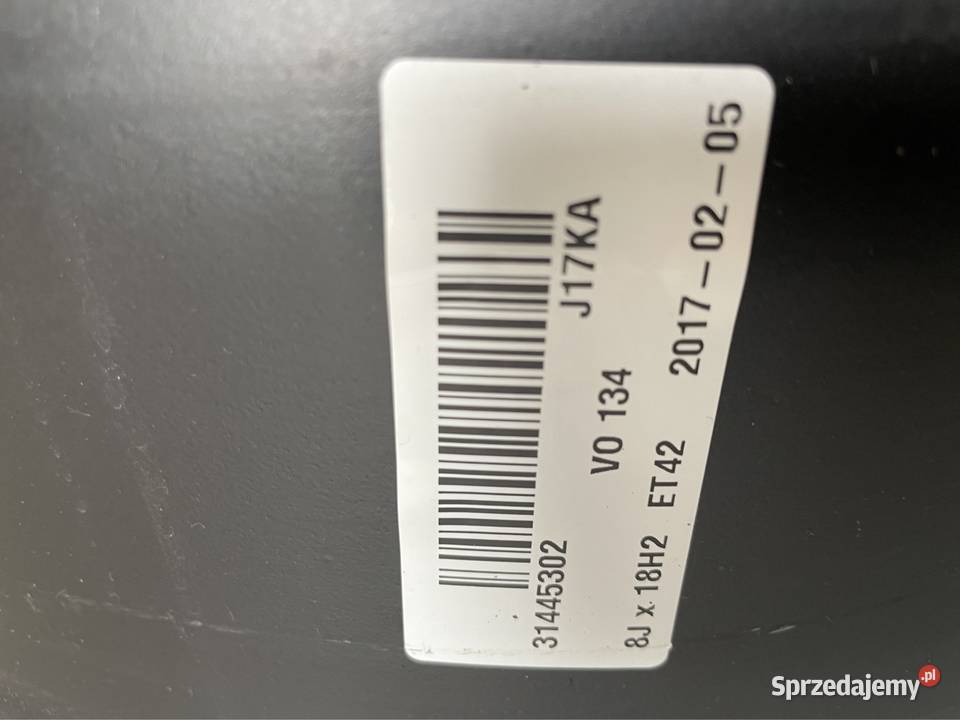 31445302 J17KA
VO 134
8J x 18H2 ET42 2017-02-05
Sprzedajemy.pl